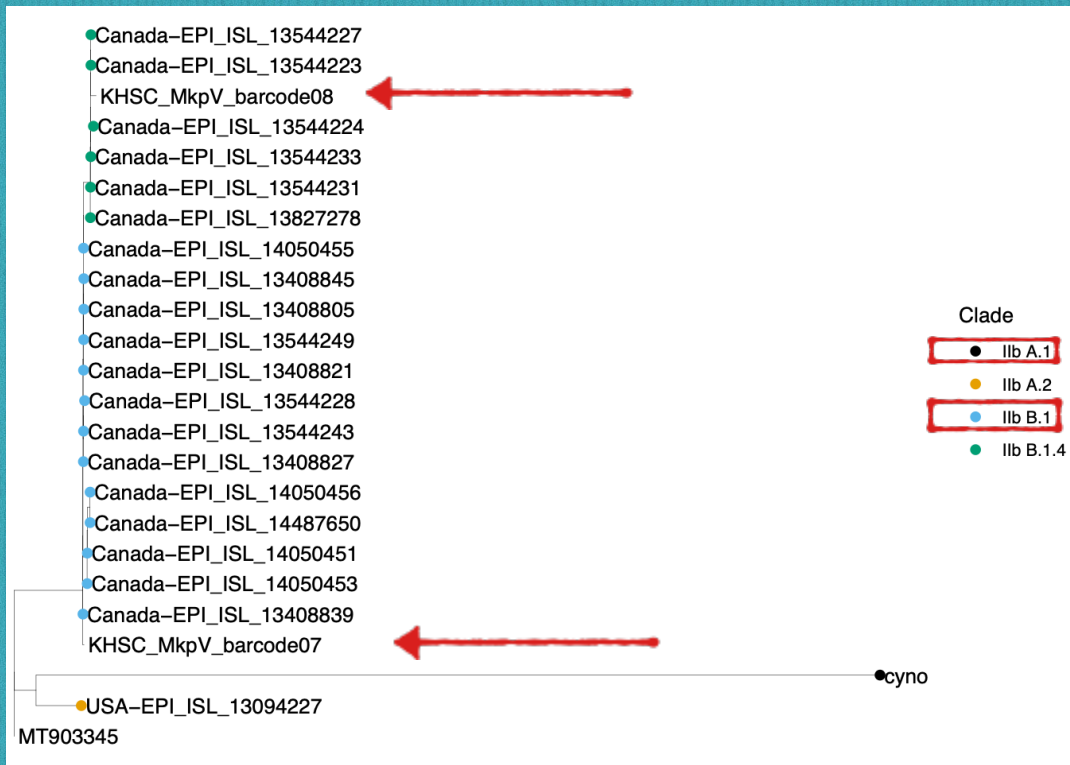 Canada–EPI_ISL_13544227
Canada–EPI_ISL_13544223
KHSC_MkpV_barcode08
Canada–EPI_ISL_13544224
Canada–EPI_ISL_13544233
Canada–EPI_ISL_13544231
Canada–EPI_ISL_13827278
Canada–EPI_ISL_14050455
Canada–EPI_ISL_13408845
Canada–EPI_ISL_13408805
Canada–EPI_ISL_13544249
Canada–EPI_ISL_13408821
Canada–EPI_ISL_13544228
Canada–EPI_ISL_13544243
Canada–EPI_ISL_13408827
Canada–EPI_ISL_14050456
Canada–EPI_ISL_14487650
Canada–EPI_ISL_14050451
Canada–EPI_ISL_14050453
Canada–EPI_ISL_13408839
KHSC_MkpV_barcode07
cyno
USA–EPI_ISL_13094227
MT903345
Clade
IIb A.1
IIb A.2
IIb B.1
IIb B.1.4